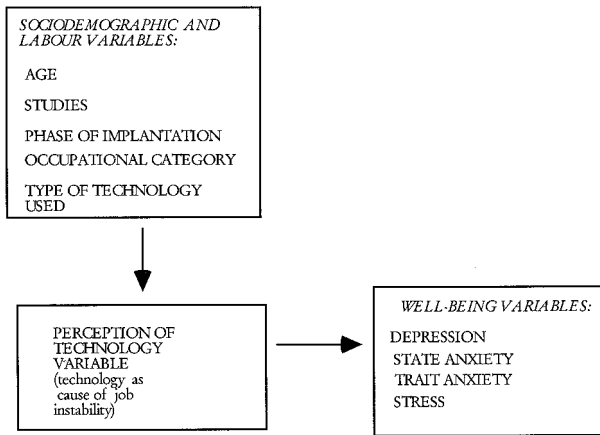 SOCIODEMOGRAPHIC AND
LABOUR VARIABLES:
AGE
STUDIES
PHASE OF IMPLANTATION
OCCUPATIONAL CATEGORY
TYPE OF TECHNOLOGY
USED
PERCEPTION OF
TECHNOLOGY
VARIABLE
(technology as
cause of job
instability)
WELL-BEING VARIABLES:
DEPRESSION
STATE ANXIETY
TRAIT ANXIETY
STRESS